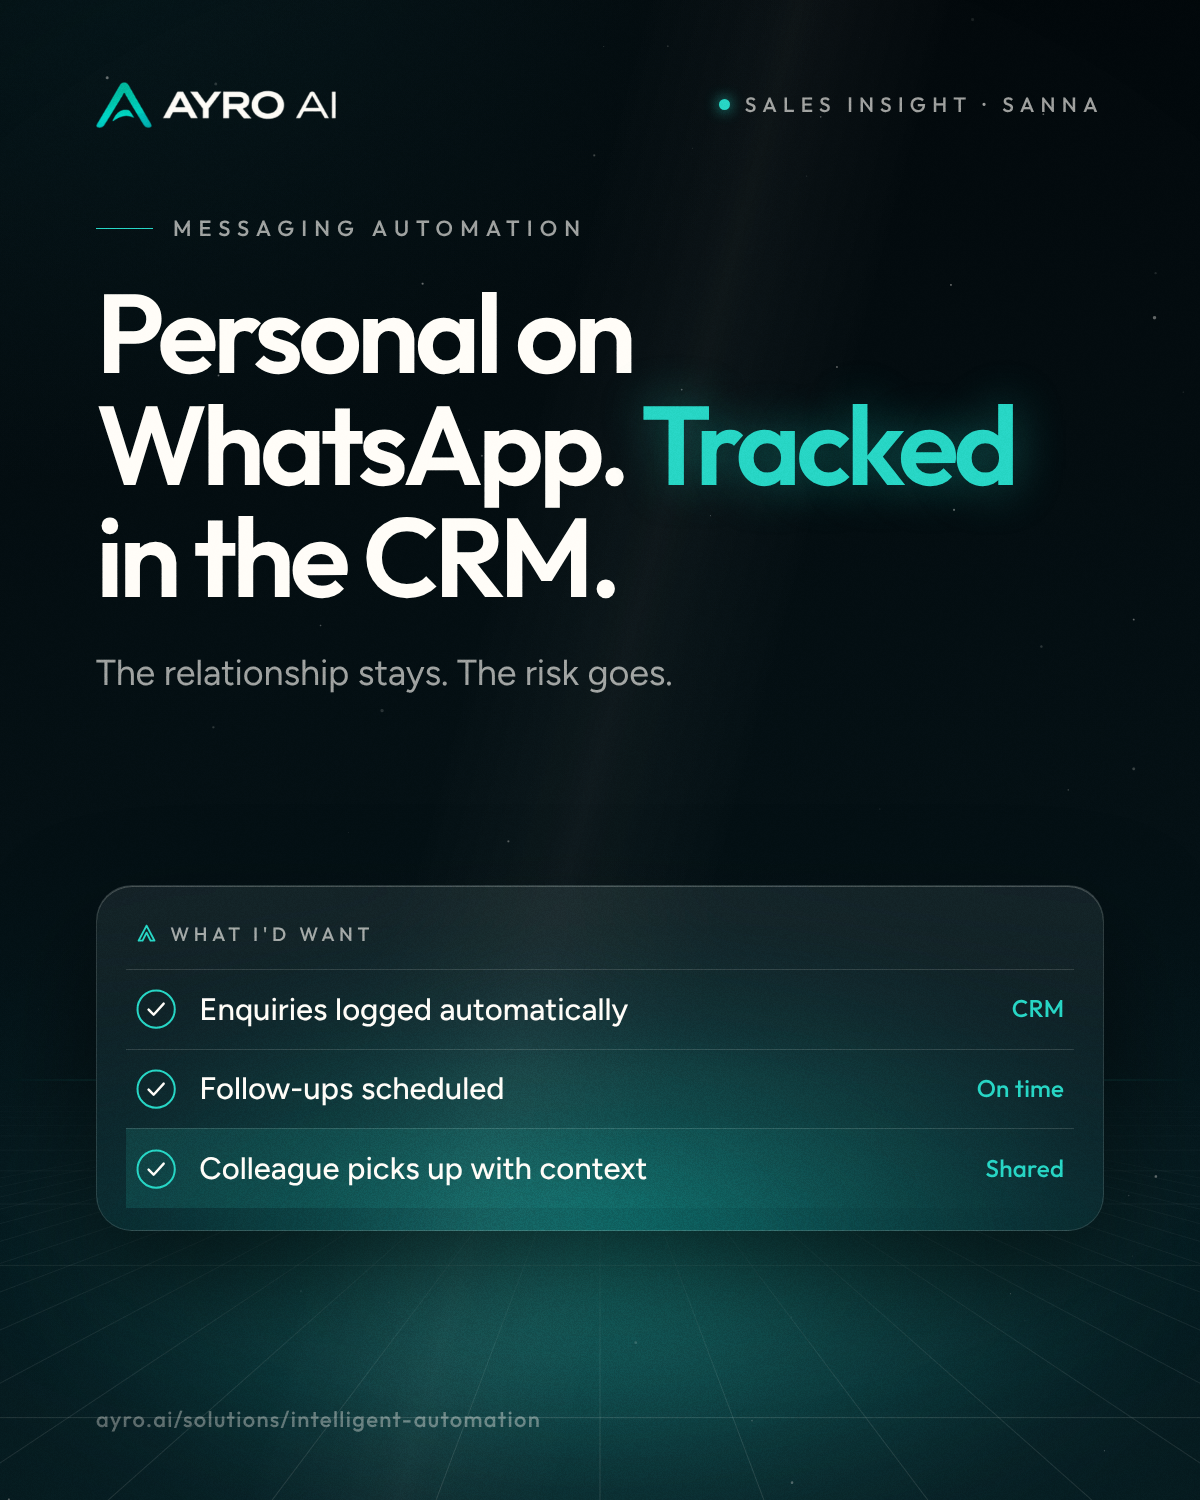 AYRO AI
SALES INSIGHT · SANNA
MESSAGING AUTOMATION
Personal on
WhatsApp. Tracked
in the CRM.
The relationship stays. The risk goes.
WHAT I'D WANT
Enquiries logged automatically CRM
Follow-ups scheduled On time
Colleague picks up with context Shared
ayro.ai/solutions/intelligent-automation